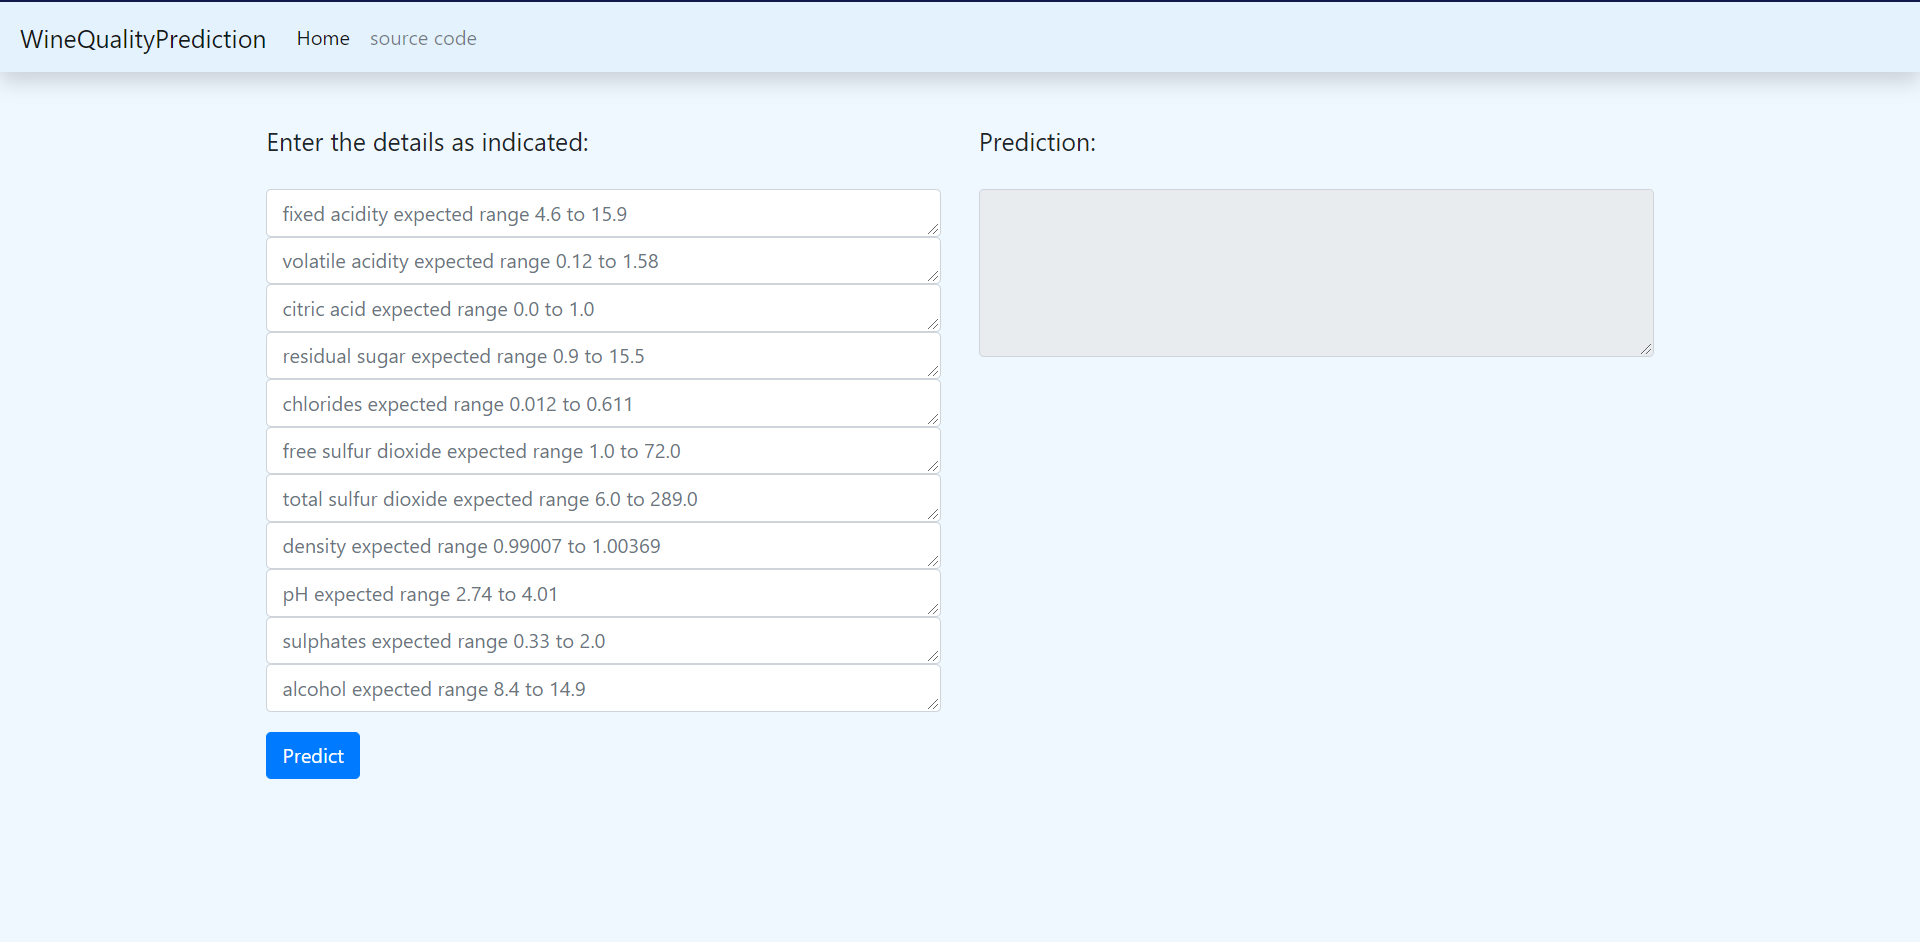 WineQualityPrediction Home source code
Enter the details as indicated:
fixed acidity expected range 4.6 to 15.9
volatile acidity expected range 0.12 to 1.58
citric acid expected range 0.0 to 1.0
residual sugar expected range 0.9 to 15.5
chlorides expected range 0.012 to 0.611
free sulfur dioxide expected range 1.0 to 72.0
total sulfur dioxide expected range 6.0 to 289.0
density expected range 0.99007 to 1.00369
pH expected range 2.74 to 4.01
sulphates expected range 0.33 to 2.0
alcohol expected range 8.4 to 14.9
Predict
Prediction: